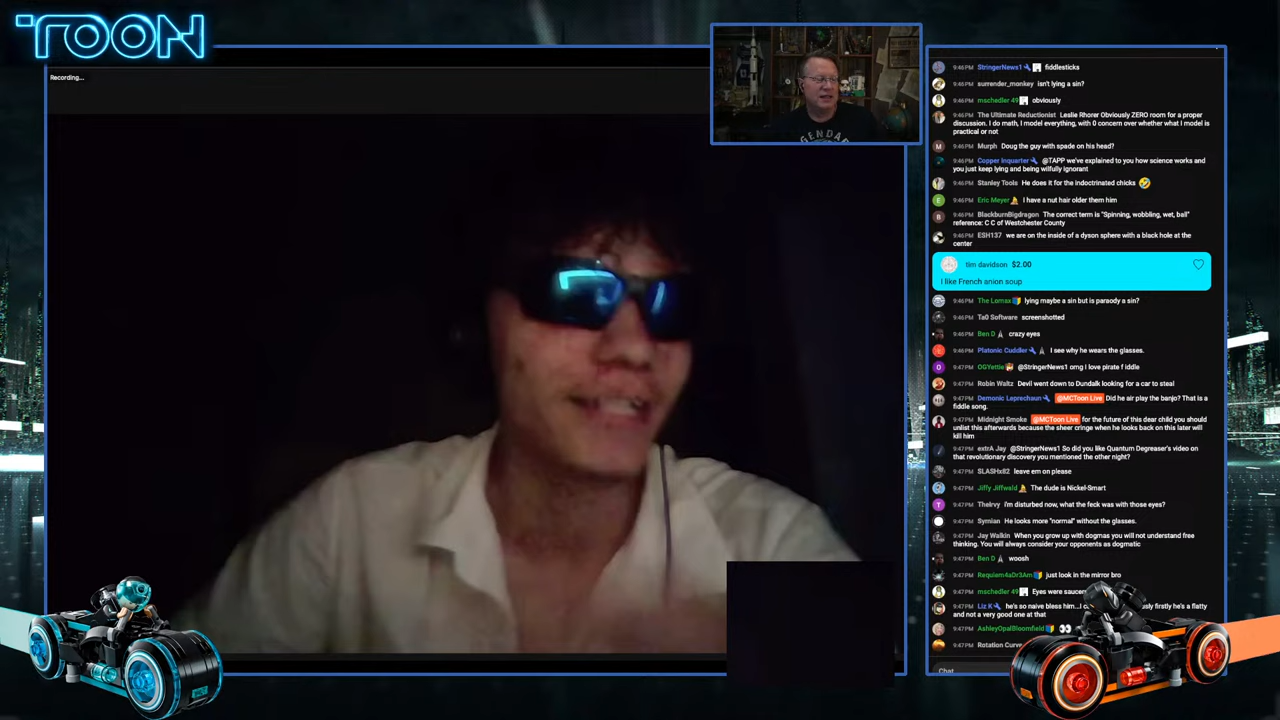 TOON
Recording...
GENDA
9:46PM StringerNews1 fiddlesticks
9:46PM surrender_monkey isn't lying a sin?
9:46PM mschedler 49 obviously
9:46PM The Ultimate Reductionist Leslie Rhorer Obviously ZERO room for a proper
discussion. I do math, I model everything, with 0 concern over whether what I model is
practical or not
M 9:46PM Murph Doug the guy with spade on his head?
9:46PM Copper Inquarter @TAPP we've explained to you how science works and
you just keep lying and being wilfully ignorant
9:46PM Stanley Tools He does it for the indoctrinated chicks 🤣
E 9:46PM Eric Meyer I have a nut hair older them him
B 9:46PM BlackburnBigdragon The correct term is "Spinning, wobbling, wet, ball"
reference: C C of Westchester County
9:46PM ESH137 we are on the inside of a dyson sphere with a black hole at the
center
tim davidson $2.00
I like French anion soup
9:46PM The Lomax lying maybe a sin but is paraody a sin?
9:46PM Ta0 Software screenshotted
9:46PM Ben D crazy eyes
9:46PM Platonic Cuddler I see why he wears the glasses.
O 9:46PM OGYettie @StringerNews1 omg I love pirate f iddle
9:46PM Robin Waltz Devil went down to Dundalk looking for a car to steal
9:47PM Demonic Leprechaun @MCToon Live Did he air play the banjo? That is a
fiddle song.
9:47PM Midnight Smoke @MCToon Live for the future of this dear child you should
unlist this afterwards because the sheer cringe when he looks back on this later will
kill him
9:47PM extrA Jay @StringerNews1 So did you like Quantum Degreaser's video on
that revolutionary discovery you mentioned the other night?
9:47PM SLASHx82 leave em on please
9:47PM Jiffy Jiffwald The dude is Nickel-Smart
T 9:47PM TheIrvy i'm disturbed now, what the feck was with those eyes?
9:47PM Symian He looks more "normal" without the glasses.
9:47PM Jay Walkin When you grow up with dogmas you will not understand free
thinking. You will always consider your opponents as dogmatic
9:47PM Ben D woosh
9:47PM Requiem4aDr3Am just look in the mirror bro
9:47PM mschedler 49 Eyes were saucers
9:47PM Liz K he's so naive bless him...I firstly he's a flatty
and not a very good one at that
9:47PM AshleyOpalBloomfield 👀
9:47PM Rotation Curve
Chat